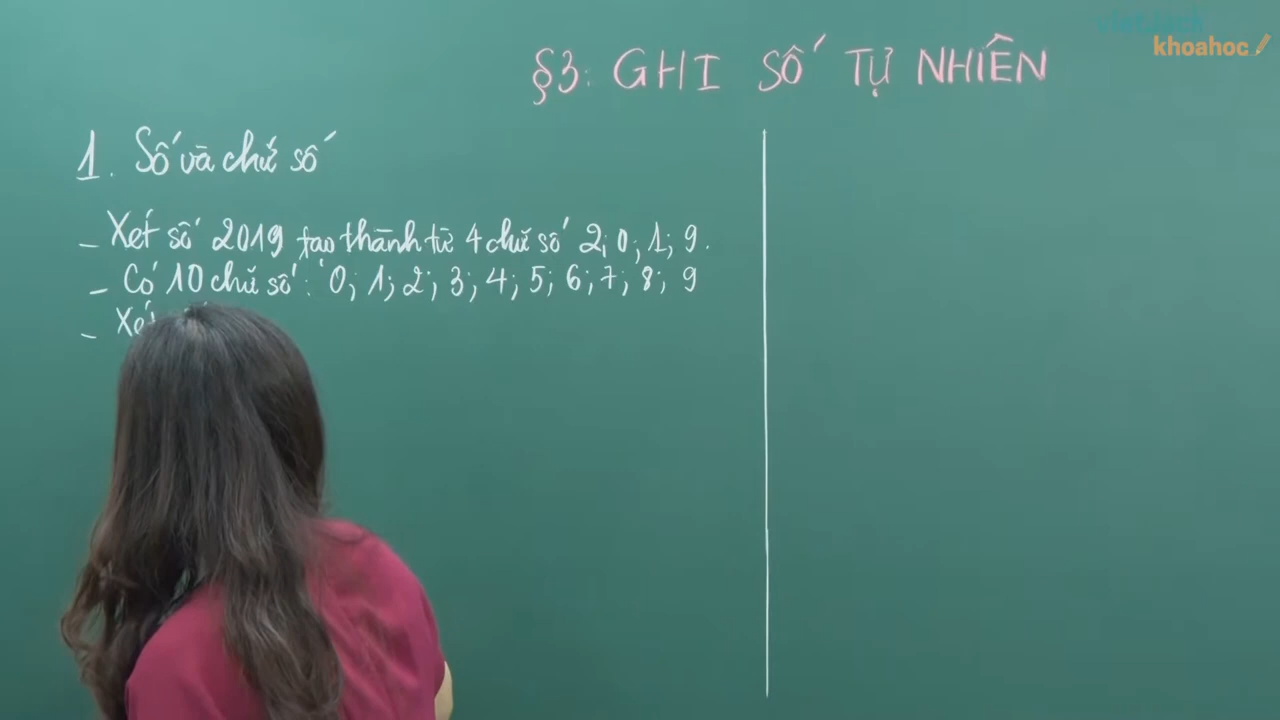 vietjack
khoahoc
§3: GHI SỐ TỰ NHIÊN
1. Số và chữ số
- Xét số 2019 tạo thành từ 4 chữ số 2; 0; 1; 9.
- Có 10 chữ số: 0; 1; 2; 3; 4; 5; 6; 7; 8; 9
- Xét